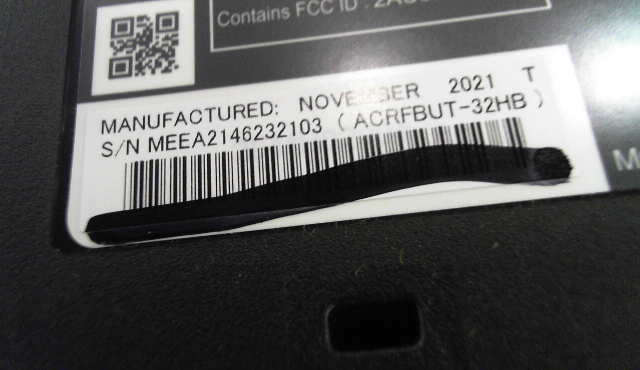 Contains FCC ID :
MANUFACTURED: NOVEMBER 2021 T
S/N MEEA2146232103 ( ACRFBUT-32HB )